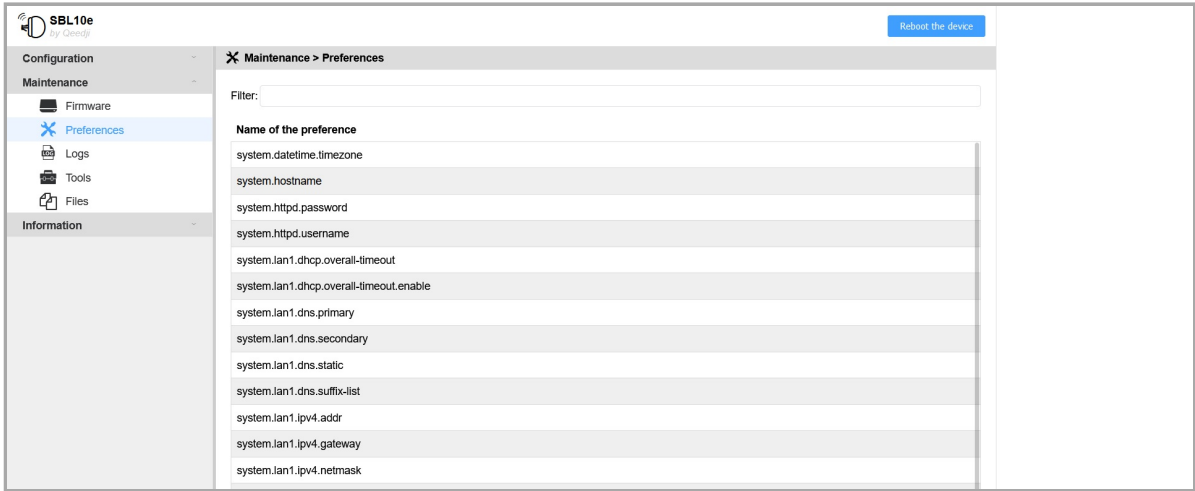 SBL10e
by Qeedji
Reboot the device
Configuration
Maintenance
Firmware
Preferences
LOG
Logs
Tools
Files
Information
Maintenance > Preferences
Filter:
Name of the preference
system.datetime.timezone
system.hostname
system.httpd.password
system.httpd.username
system.lan1.dhcp.overall-timeout
system.lan1.dhcp.overall-timeout.enable
system.lan1.dns.primary
system.lan1.dns.secondary
system.lan1.dns.static
system.lan1.dns.suffix-list
system.lan1.ipv4.addr
system.lan1.ipv4.gateway
system.lan1.ipv4.netmask